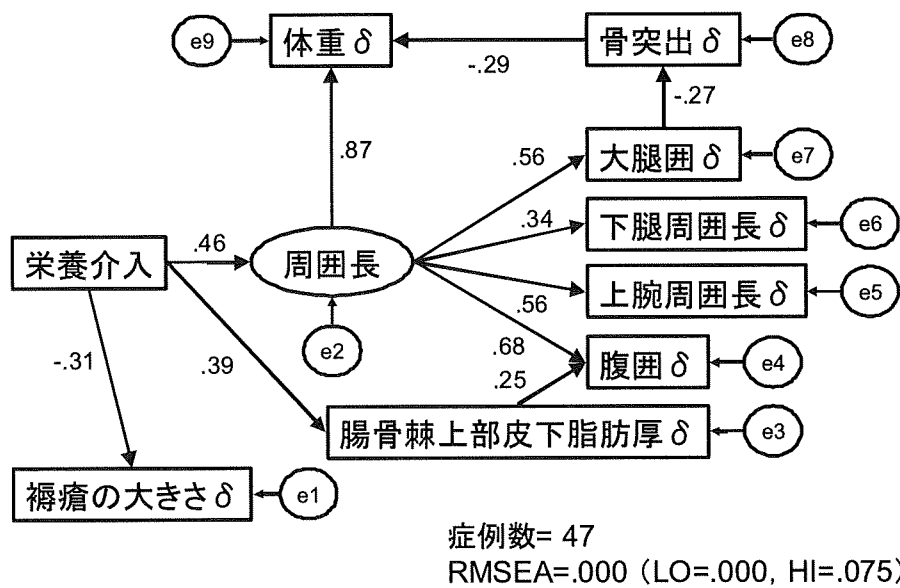 e9
体重δ
骨突出δ
e8
-.29
-.27
.87
大腿囲δ
e7
.56
.34
下腿周囲長δ
e6
栄養介入
.46
周囲長
上腕周囲長δ
e5
.56
e2
.68
腹囲δ
e4
-.31
.39
.25
腸骨棘上部皮下脂肪厚δ
e3
褥瘡の大きさδ
e1
症例数= 47
RMSEA=.000 (LO=.000, HI=.075)